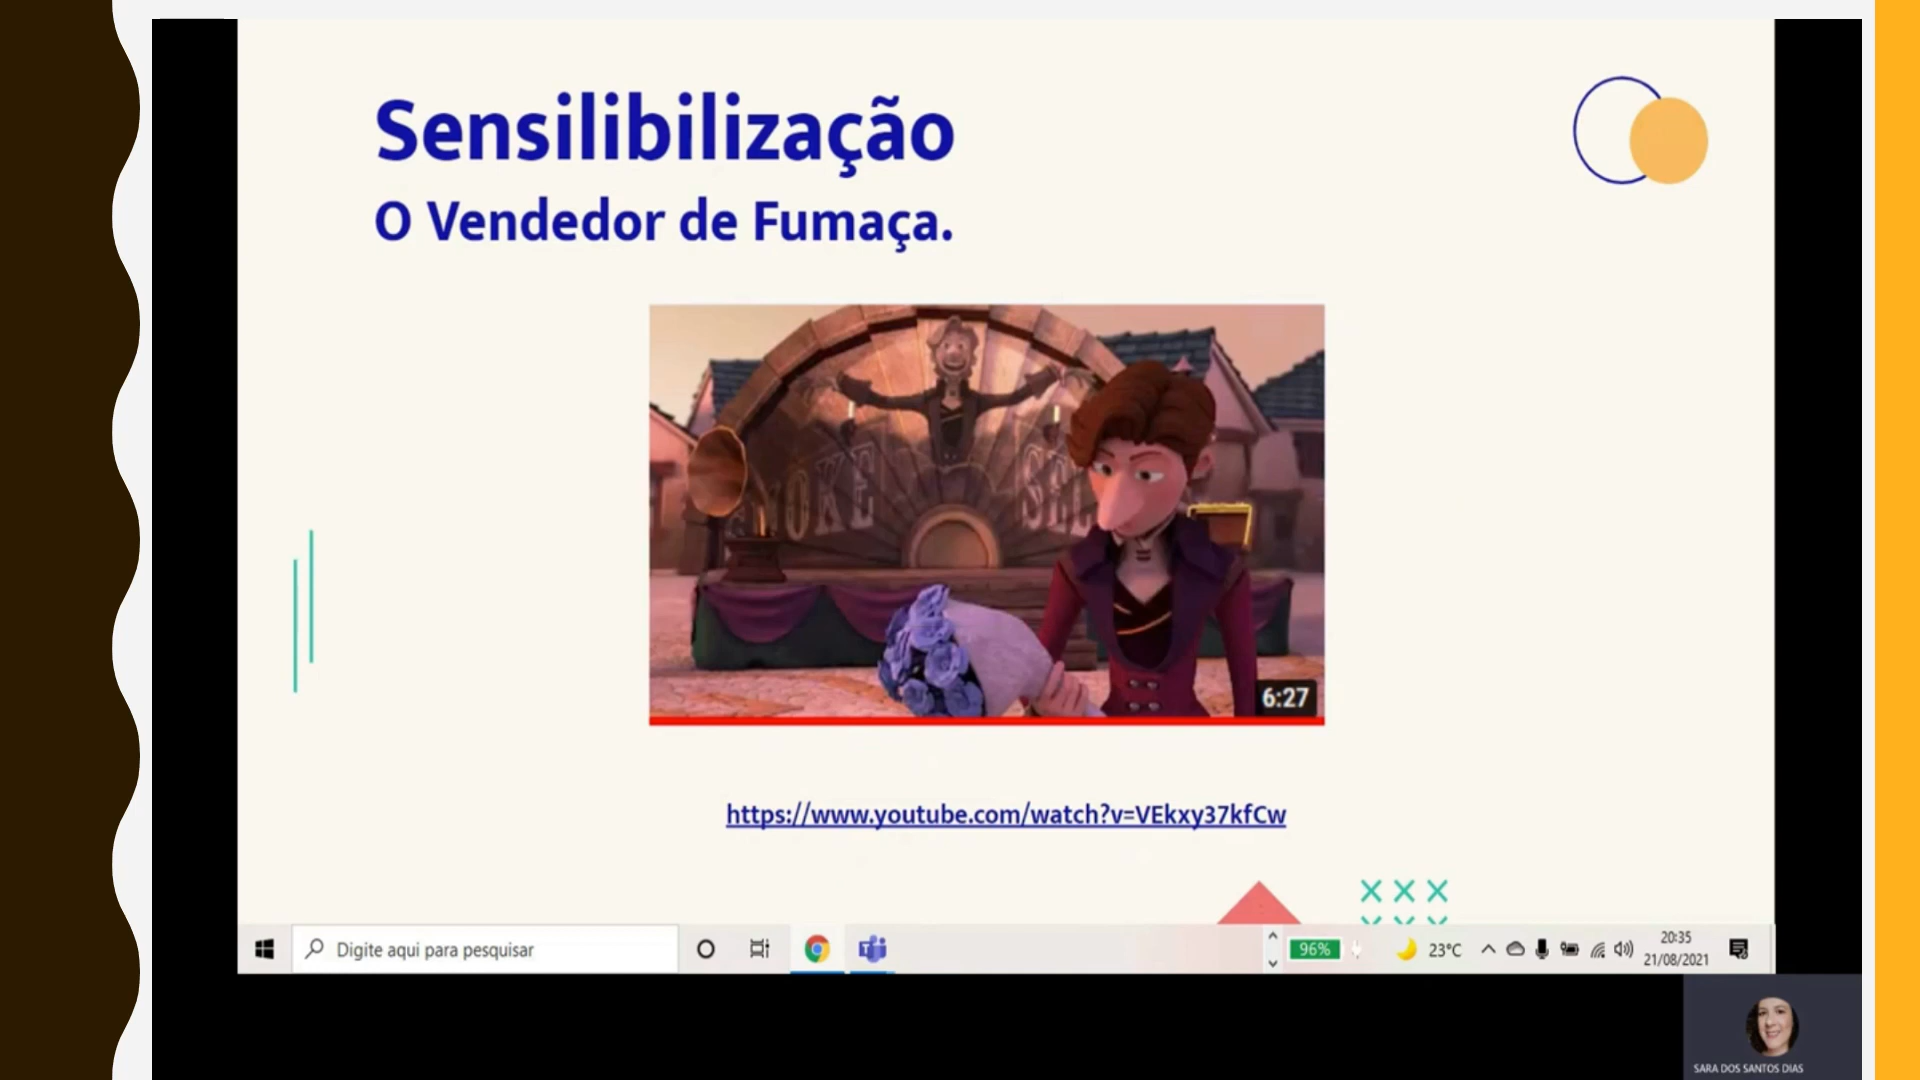 Sensilibilização
O Vendedor de Fumaça.
6:27
https://www.youtube.com/watch?v=VEkxy37kfCw
Digite aqui para pesquisar
96%
23°C
20:35
21/08/2021
SARA DOS SANTOS DIAS